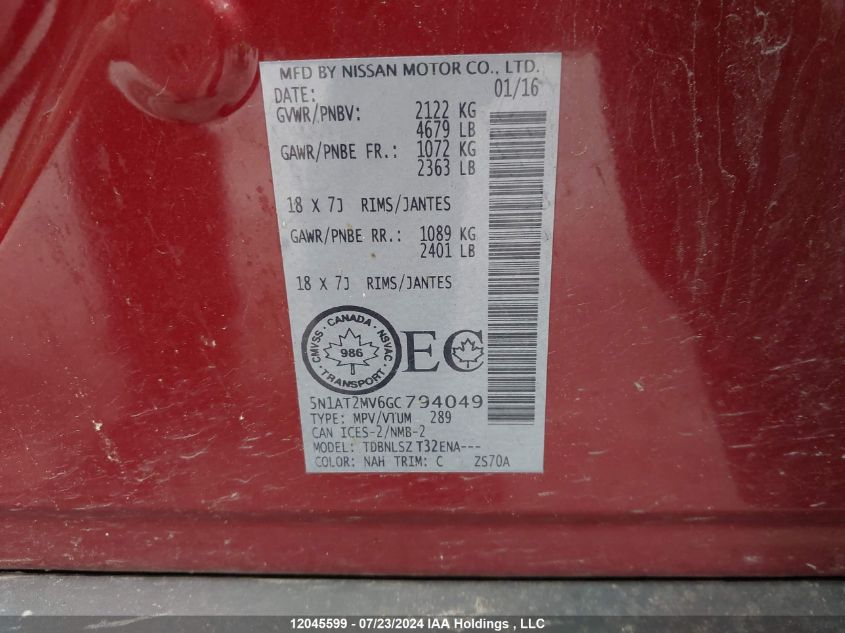 MFD BY NISSAN MOTOR CO., LTD.
DATE: 01/16
GVWR/PNBV: 2122 KG
4679 LB
GAWR/PNBE FR.: 1072 KG
2363 LB
18 X 7J RIMS/JANTES
GAWR/PNBE RR.: 1089 KG
2401 LB
18 X 7J RIMS/JANTES
CANADA
CMVSS · NSVAC
986
TRANSPORT
EC
5N1AT2MV6GC794049
TYPE: MPV/VTUM 289
CAN ICES-2/NMB-2
MODEL: TDBNLSZ T32ENA---
COLOR: NAH TRIM: C ZS70A
12045599 - 07/23/2024 IAA Holdings , LLC